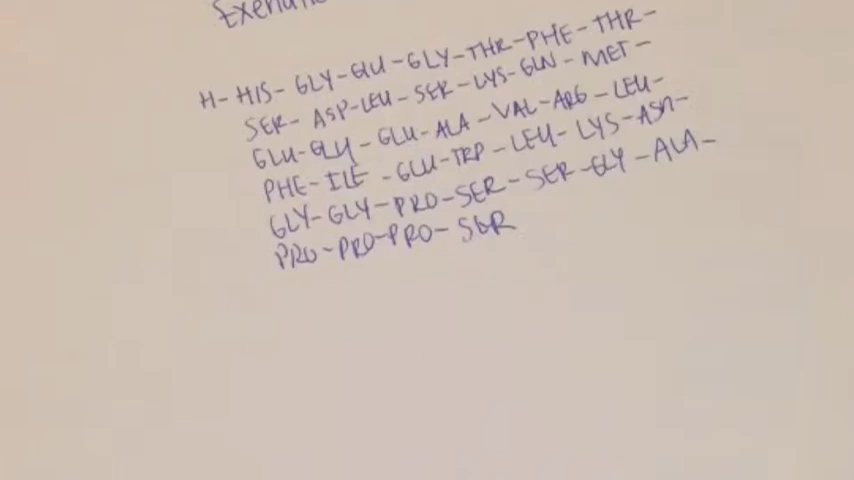 H- HIS- GLY-GLU-GLY-THR-PHE-THR-
SER- ASP-LEU-SER-LYS-GLN-MET-
GLU-GLU-GLU-ALA-VAL-ARG-LEU-
PHE-ILE-GLU-TRP-LEU-LYS-ASN-
GLY-GLY-PRO-SER-SER-GLY-ALA-
PRO-PRO-PRO-SER